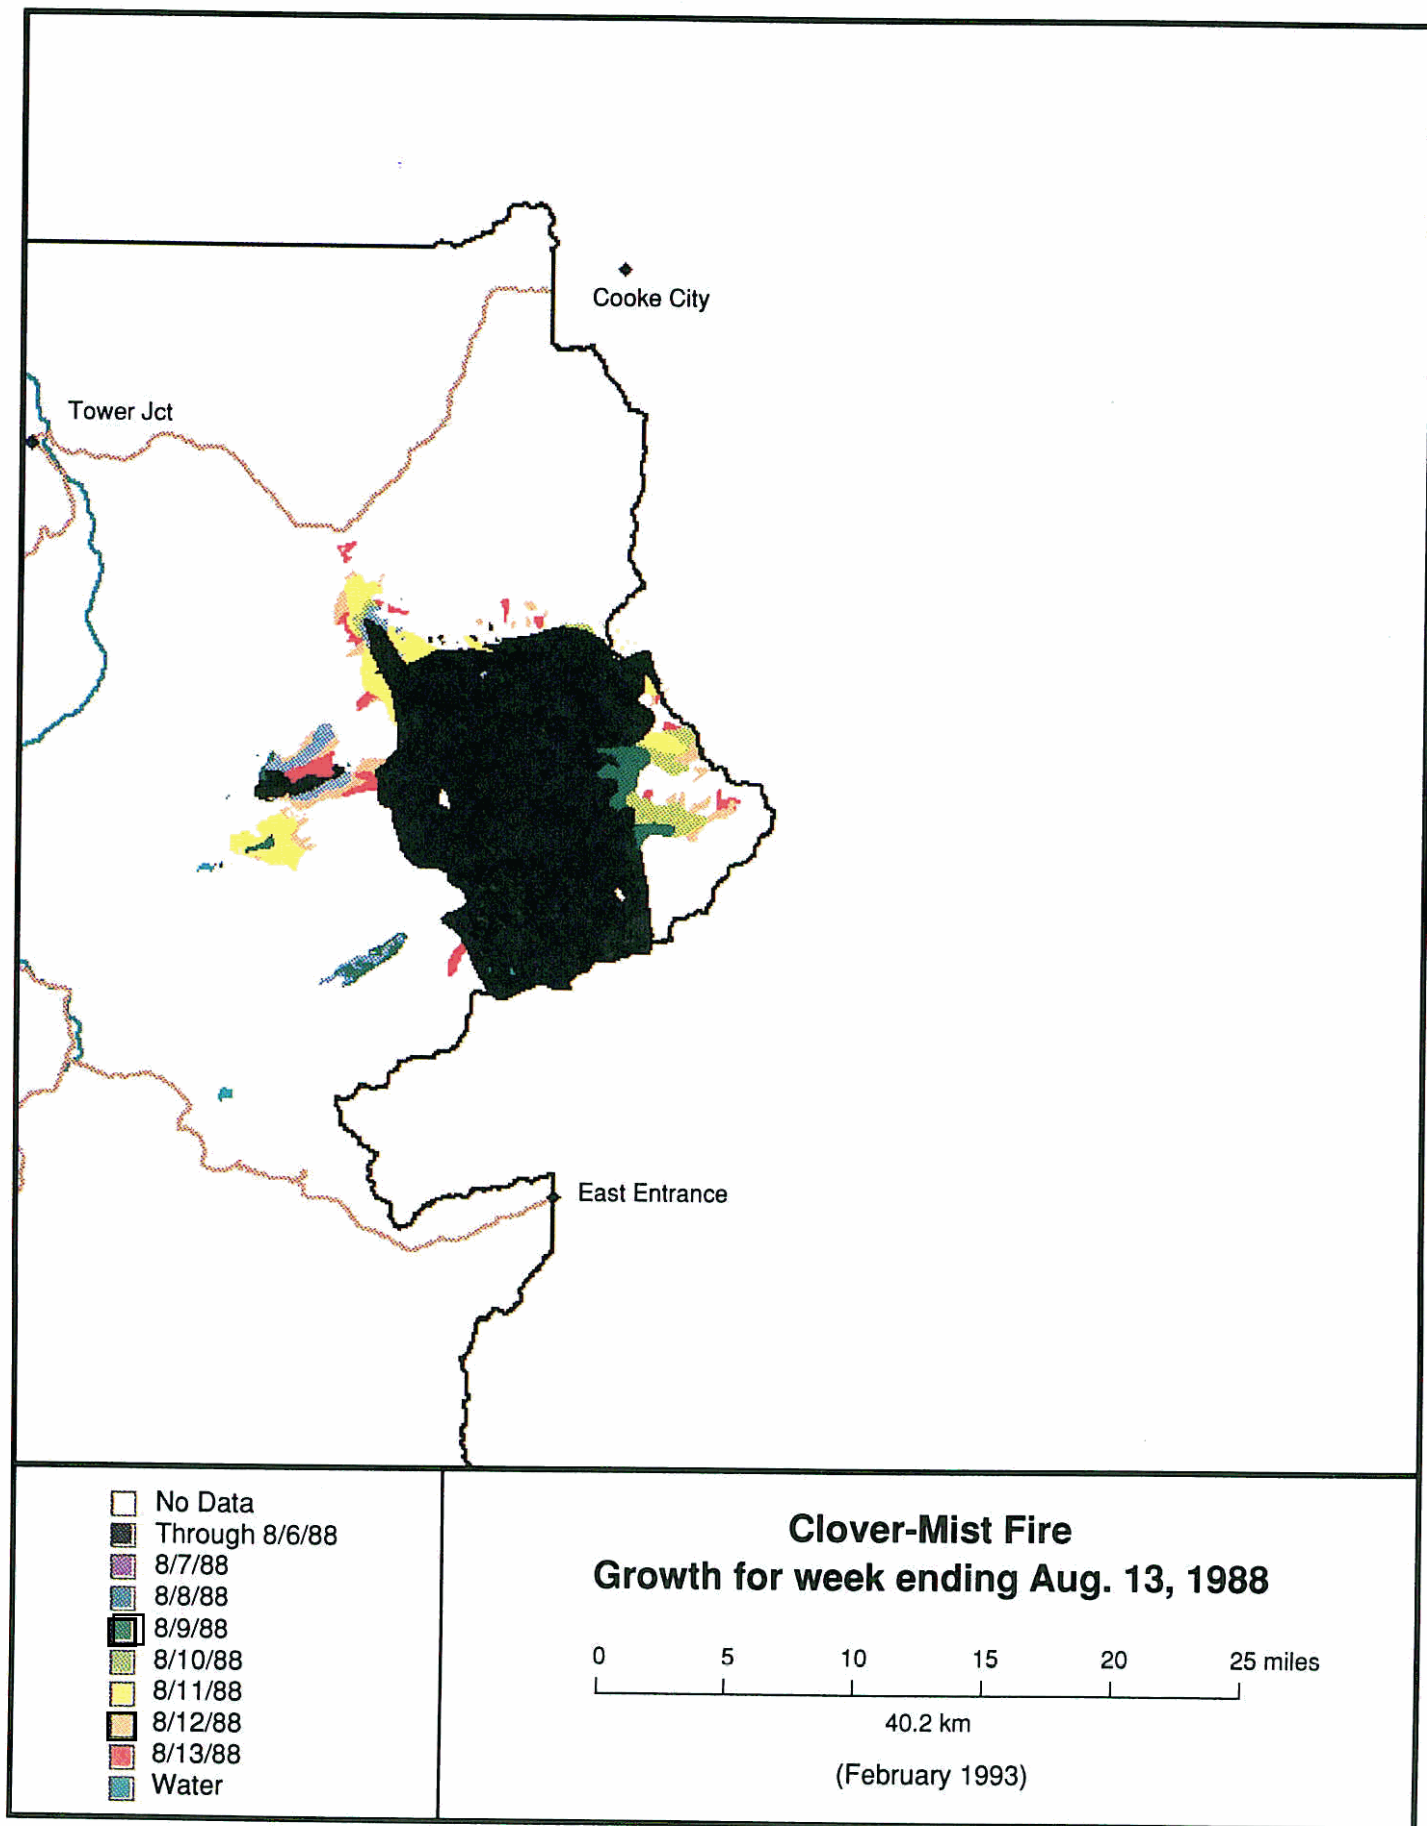 Cooke City
Tower Jct
East Entrance
No Data
Through 8/6/88
8/7/88
8/8/88
8/9/88
8/10/88
8/11/88
8/12/88
8/13/88
Water
Clover-Mist Fire
Growth for week ending Aug. 13, 1988
0 5 10 15 20 25 miles
40.2 km
(February 1993)